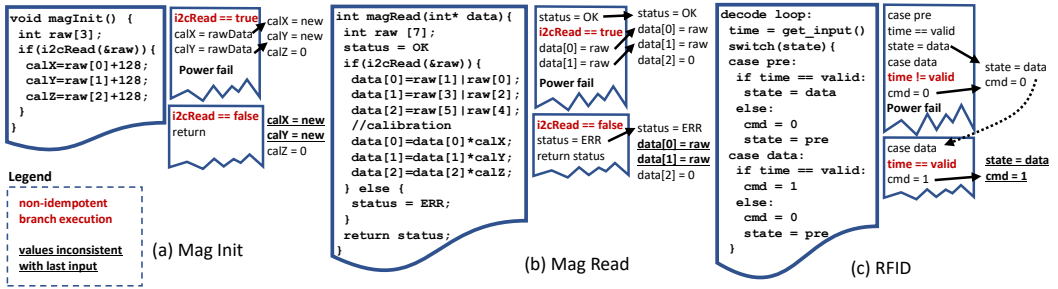 void magInit() {
int raw[3];
if(i2cRead(&raw)){
calX=raw[0]+128;
calY=raw[1]+128;
calZ=raw[2]+128;
}
}
i2cRead == true
calX = rawData
calY = rawData
Power fail
calX = new
calY = new
calZ = 0
i2cRead == false
return
calX = new
calY = new
calZ = 0
Legend
non-idempotent
branch execution
values inconsistent
with last input
(a) Mag Init
int magRead(int* data){
int raw [7];
status = OK
if(i2cRead(&raw)){
data[0]=raw[1]|raw[0];
data[1]=raw[3]|raw[2];
data[2]=raw[5]|raw[4];
//calibration
data[0]=data[0]*calX;
data[1]=data[1]*calY;
data[2]=data[2]*calZ;
} else {
status = ERR;
}
return status;
}
status = OK
i2cRead == true
data[0] = raw
data[1] = raw
Power fail
status = OK
data[0] = raw
data[1] = raw
data[2] = 0
i2cRead == false
status = ERR
return status
status = ERR
data[0] = raw
data[1] = raw
data[2] = 0
(b) Mag Read
decode loop:
time = get_input()
switch(state){
case pre:
if time == valid:
state = data
else:
cmd = 0
state = pre
case data:
if time == valid:
cmd = 1
else:
cmd = 0
state = pre
}
case pre
time == valid
state = data
case data
time != valid
cmd = 0
Power fail
state = data
cmd = 0
case data
time == valid
cmd = 1
state = data
cmd = 1
(c) RFID